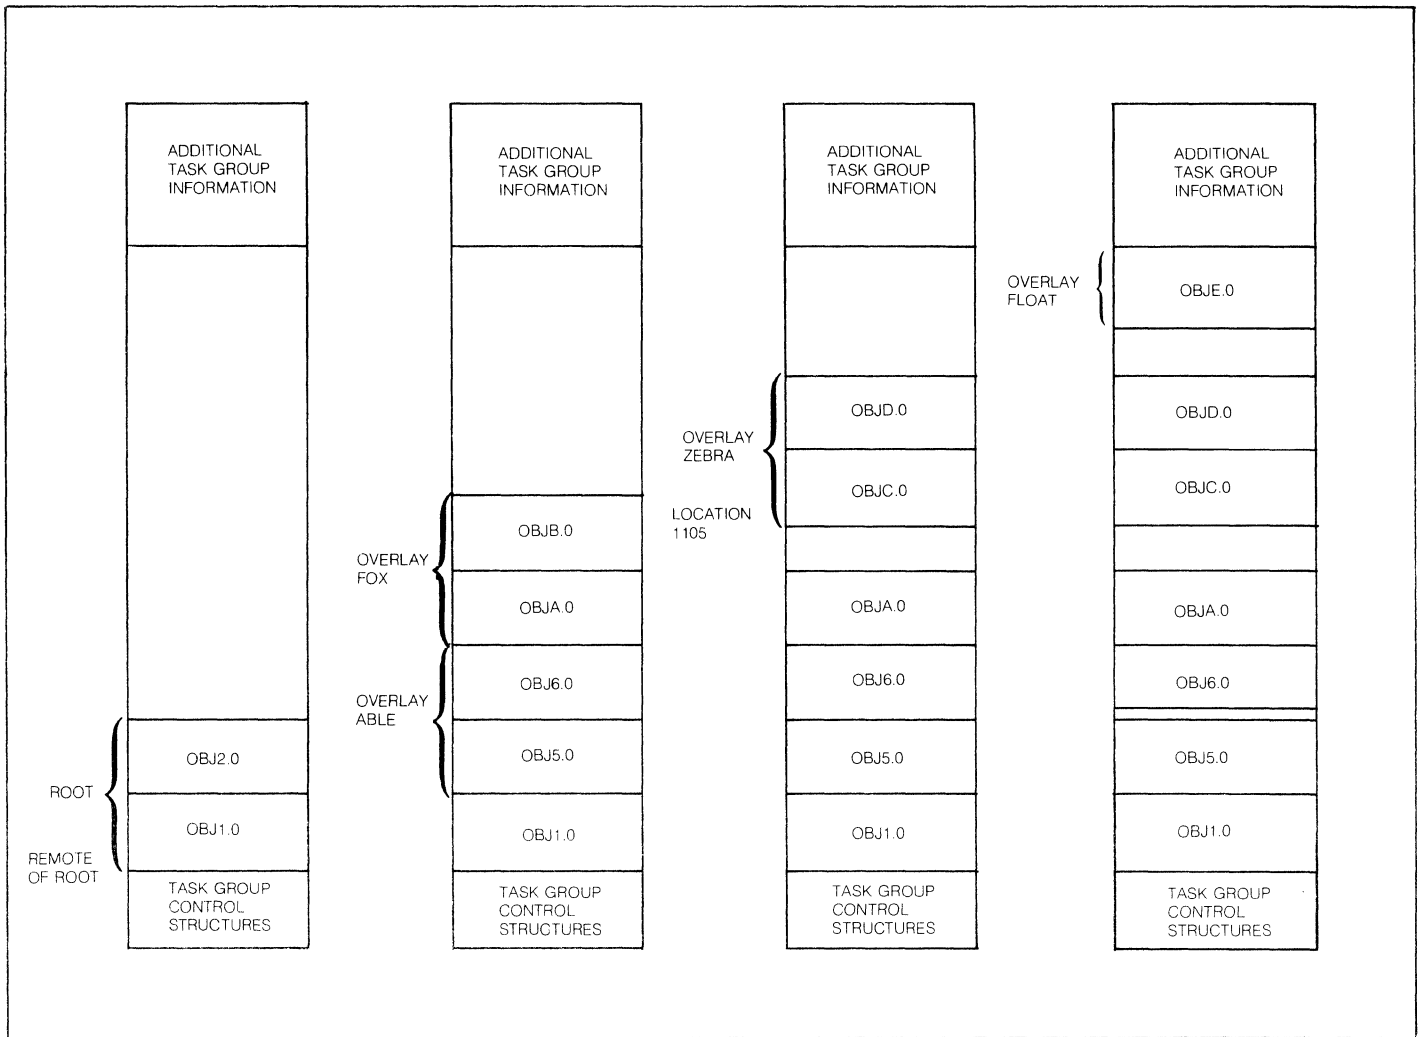 ADDITIONAL
TASK GROUP
INFORMATION
OBJ2.0
ROOT
OBJ1.0
REMOTE
OF ROOT
TASK GROUP
CONTROL
STRUCTURES
ADDITIONAL
TASK GROUP
INFORMATION
OBJB.0
OVERLAY
FOX
OBJA.0
OBJ6.0
OVERLAY
ABLE
OBJ5.0
OBJ1.0
TASK GROUP
CONTROL
STRUCTURES
ADDITIONAL
TASK GROUP
INFORMATION
OBJD.0
OVERLAY
ZEBRA
OBJC.0
LOCATION
1105
OBJA.0
OBJ6.0
OBJ5.0
OBJ1.0
TASK GROUP
CONTROL
STRUCTURES
ADDITIONAL
TASK GROUP
INFORMATION
OVERLAY
FLOAT
OBJE.0
OBJD.0
OBJC.0
OBJA.0
OBJ6.0
OBJ5.0
OBJ1.0
TASK GROUP
CONTROL
STRUCTURES